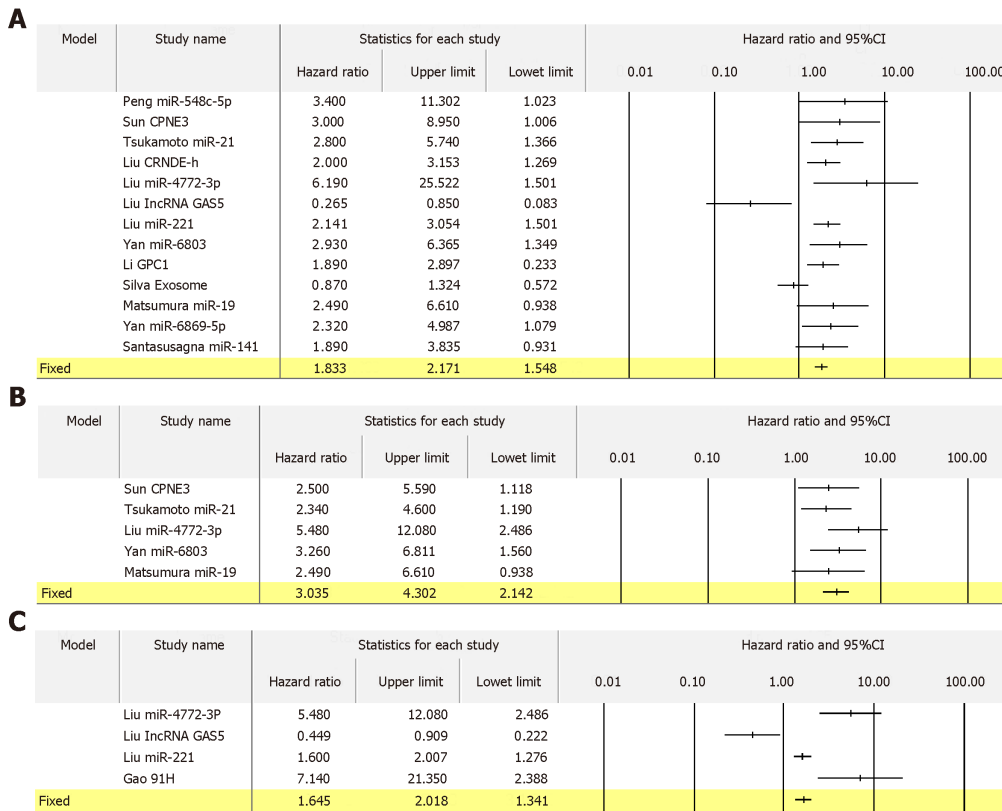 A
Model Study name Statistics for each study Hazard ratio and 95%CI
Hazard ratio Upper limit Lowet limit 0.01 0.10 1.00 10.00 100.00
Peng miR-548c-5p 3.400 11.302 1.023
Sun CPNE3 3.000 8.950 1.006
Tsukamoto miR-21 2.800 5.740 1.366
Liu CRNDE-h 2.000 3.153 1.269
Liu miR-4772-3p 6.190 25.522 1.501
Liu IncRNA GAS5 0.265 0.850 0.083
Liu miR-221 2.141 3.054 1.501
Yan miR-6803 2.930 6.365 1.349
Li GPC1 1.890 2.897 0.233
Silva Exosome 0.870 1.324 0.572
Matsumura miR-19 2.490 6.610 0.938
Yan miR-6869-5p 2.320 4.987 1.079
Santasusagna miR-141 1.890 3.835 0.931
Fixed 1.833 2.171 1.548
B
Model Study name Statistics for each study Hazard ratio and 95%CI
Hazard ratio Upper limit Lowet limit 0.01 0.10 1.00 10.00 100.00
Sun CPNE3 2.500 5.590 1.118
Tsukamoto miR-21 2.340 4.600 1.190
Liu miR-4772-3p 5.480 12.080 2.486
Yan miR-6803 3.260 6.811 1.560
Matsumura miR-19 2.490 6.610 0.938
Fixed 3.035 4.302 2.142
C
Model Study name Statistics for each study Hazard ratio and 95%CI
Hazard ratio Upper limit Lowet limit 0.01 0.10 1.00 10.00 100.00
Liu miR-4772-3P 5.480 12.080 2.486
Liu IncRNA GAS5 0.449 0.909 0.222
Liu miR-221 1.600 2.007 1.276
Gao 91H 7.140 21.350 2.388
Fixed 1.645 2.018 1.341